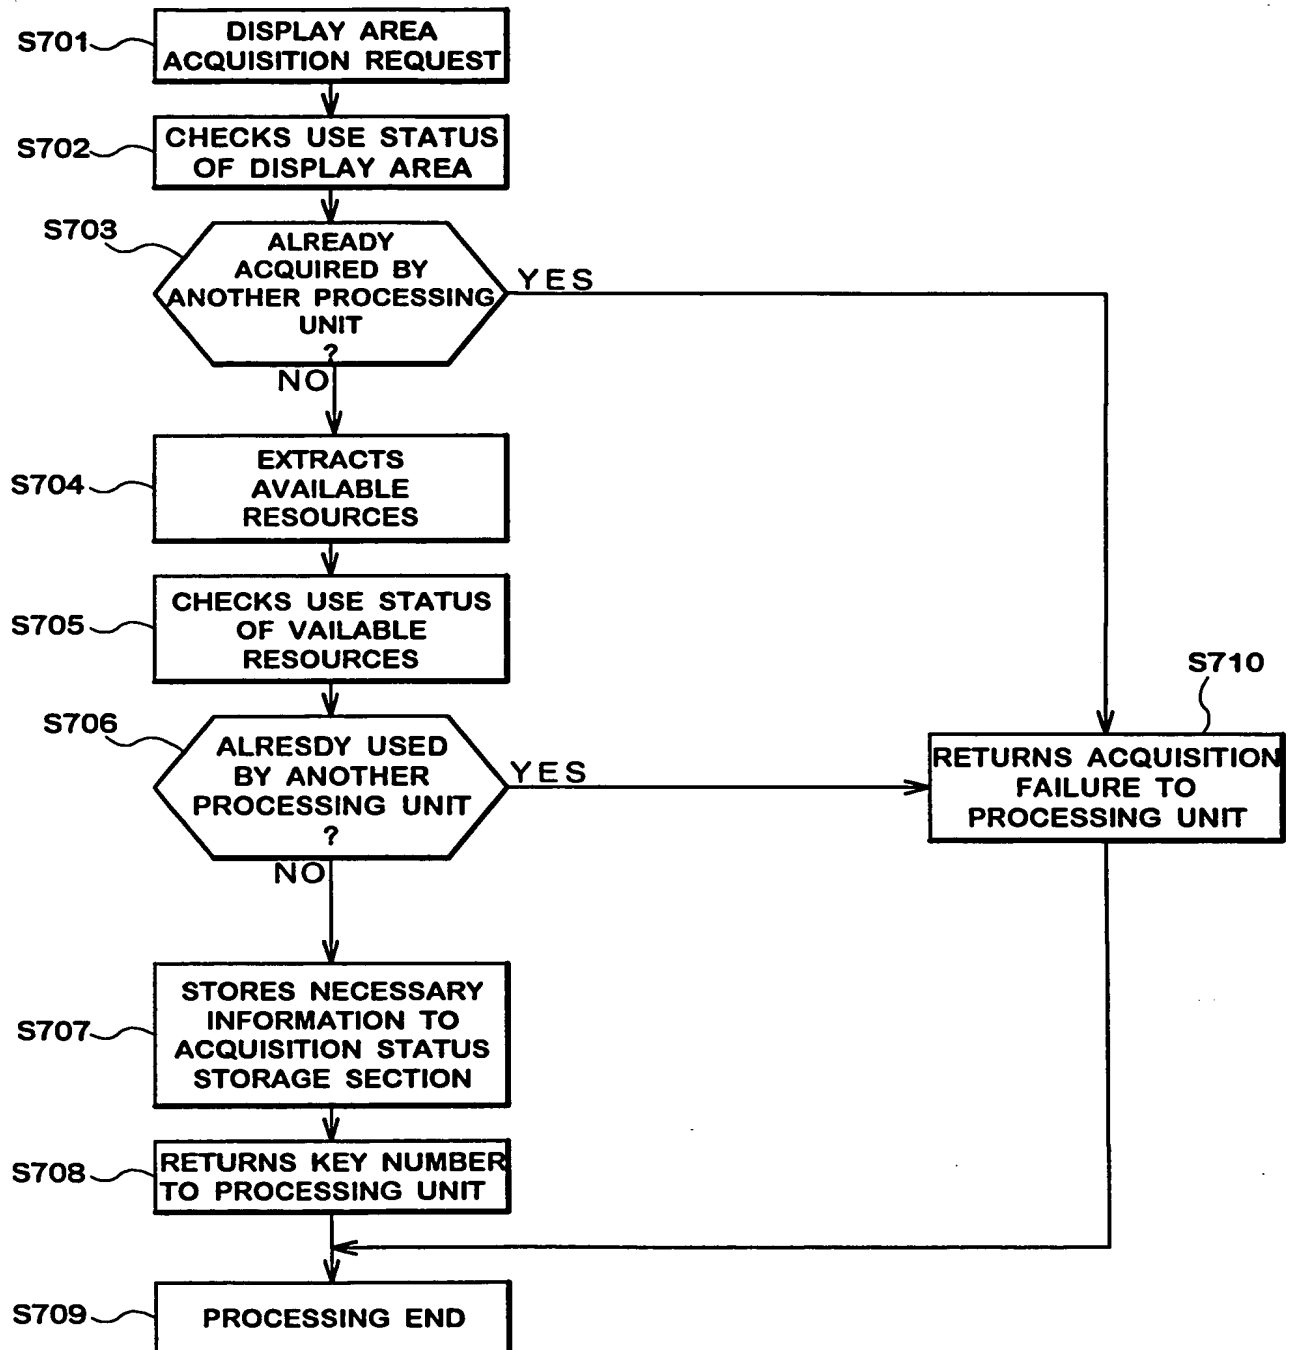 S701
DISPLAY AREA
ACQUISITION REQUEST
S702
CHECKS USE STATUS
OF DISPLAY AREA
S703
ALREADY
ACQUIRED BY
ANOTHER PROCESSING
UNIT
?
YES
NO
S704
EXTRACTS
AVAILABLE
RESOURCES
S705
CHECKS USE STATUS
OF VAILABLE
RESOURCES
S706
ALRESDY USED
BY ANOTHER
PROCESSING UNIT
?
YES
NO
S710
RETURNS ACQUISITION
FAILURE TO
PROCESSING UNIT
S707
STORES NECESSARY
INFORMATION TO
ACQUISITION STATUS
STORAGE SECTION
S708
RETURNS KEY NUMBER
TO PROCESSING UNIT
S709
PROCESSING END